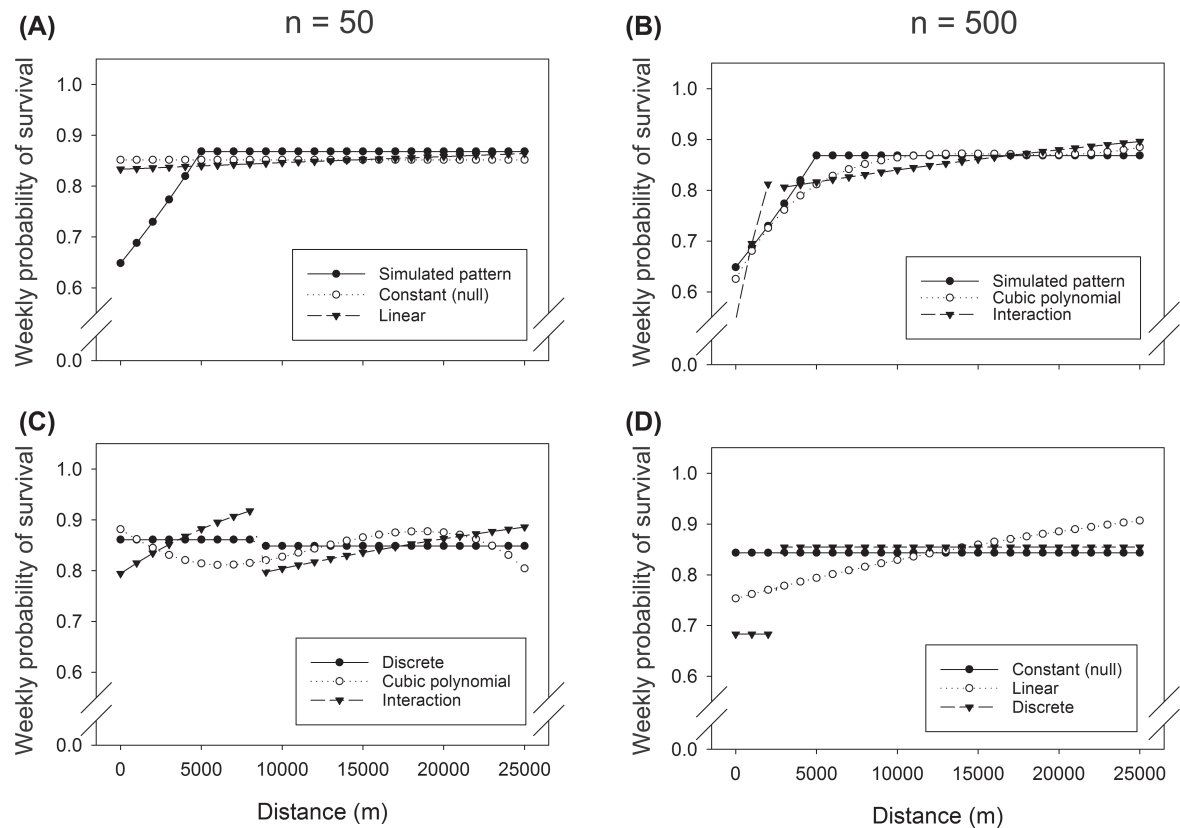 (A)
n = 50
Weekly probability of survival
1.0
0.9
0.8
0.7
0.6
0.0
Simulated pattern
Constant (null)
Linear
(B)
n = 500
Weekly probability of survival
1.0
0.9
0.8
0.7
0.6
0.0
Simulated pattern
Cubic polynomial
Interaction
(C)
Weekly probability of survival
1.0
0.9
0.8
0.7
0.6
0.0
Discrete
Cubic polynomial
Interaction
0 5000 10000 15000 20000 25000
Distance (m)
(D)
Weekly probability of survival
1.0
0.9
0.8
0.7
0.6
0.0
Constant (null)
Linear
Discrete
0 5000 10000 15000 20000 25000
Distance (m)